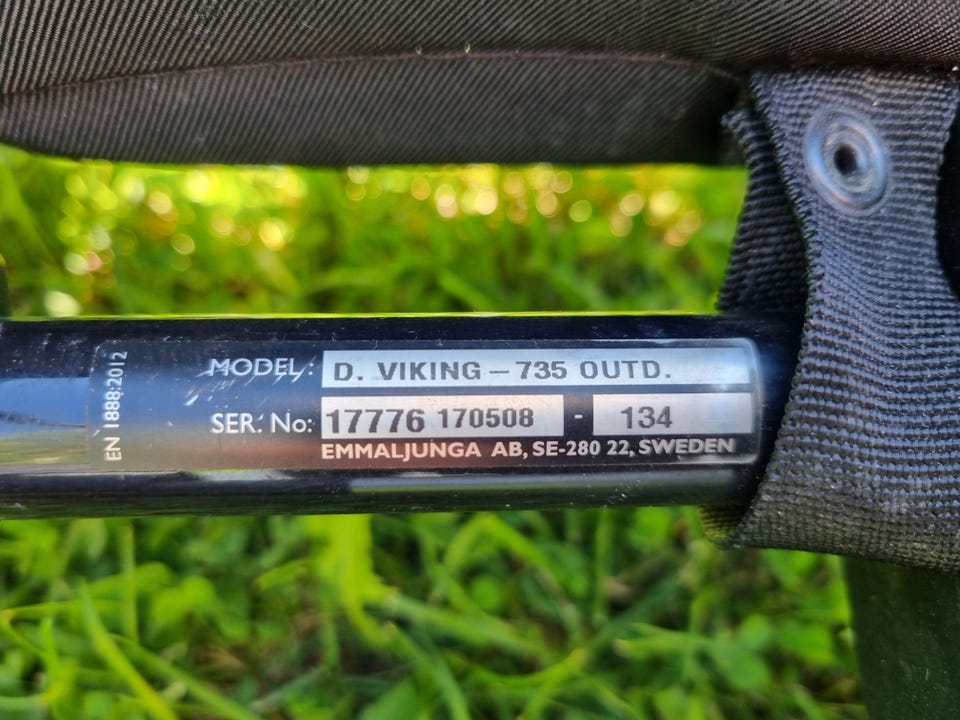 MODEL: D. VIKING – 735 OUTD.
SER. No: 17776 170508 - 134
EMMALJUNGA AB, SE-280 22, SWEDEN
EN 1888:2012